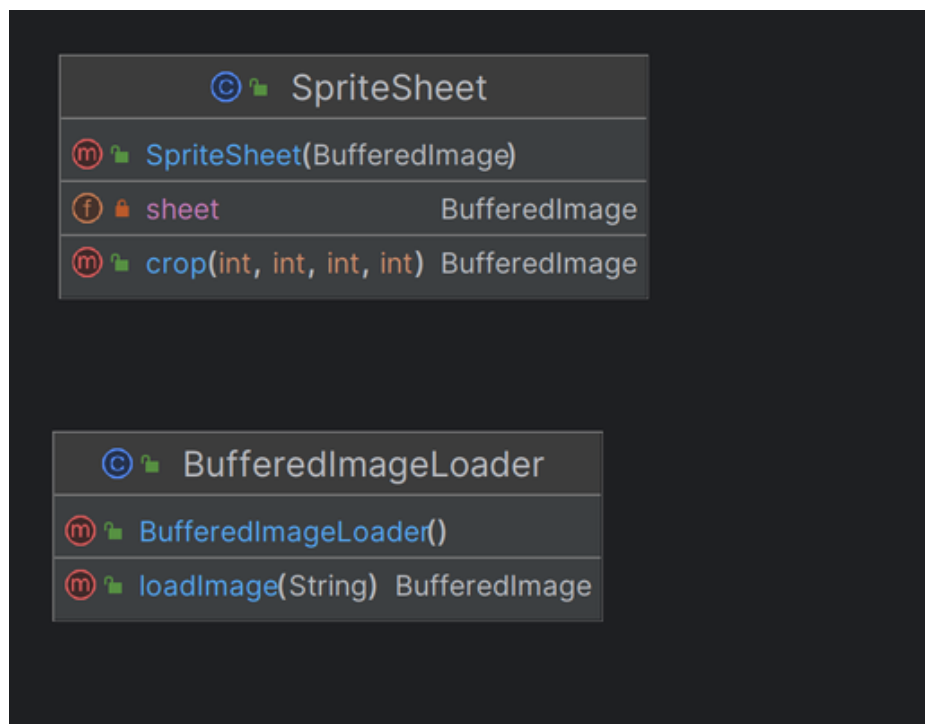 C SpriteSheet
m SpriteSheet(BufferedImage)
f sheet BufferedImage
m crop(int, int, int, int) BufferedImage
C BufferedImageLoader
m BufferedImageLoader()
m loadImage(String) BufferedImage